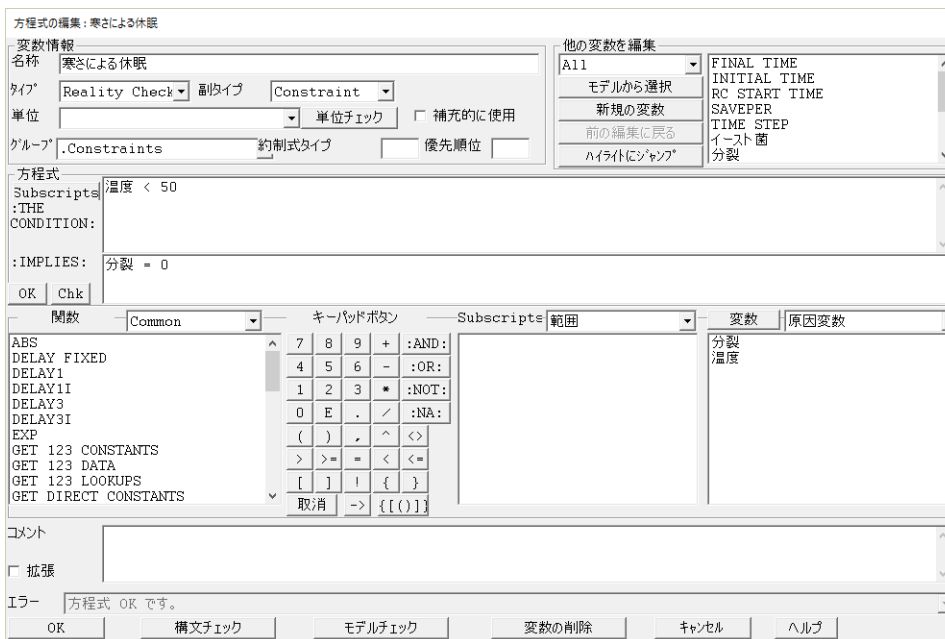 方程式の編集 : 寒さによる休眠
変数情報
名称 寒さによる休眠
ﾀｲﾌﾟ Reality Check 副タイプ Constraint
単位 単位チェック 補充的に使用
ｸﾞﾙｰﾌﾟ .Constraints 約制式タイプ 優先順位
他の変数を編集
All
モデルから選択
新規の変数
前の編集に戻る
ハイライトにｼﾞｬﾝﾌﾟ
FINAL TIME
INITIAL TIME
RC START TIME
SAVEPER
TIME STEP
イースト菌
分裂
方程式
Subscripts
:THE
CONDITION:
温度 < 50
:IMPLIES:
分裂 = 0
OK Chk
関数 Common
ABS
DELAY FIXED
DELAY1
DELAY1I
DELAY3
DELAY3I
EXP
GET 123 CONSTANTS
GET 123 DATA
GET 123 LOOKUPS
GET DIRECT CONSTANTS
キーパッドボタン
7 8 9 + :AND:
4 5 6 - :OR:
1 2 3 * :NOT:
0 E . / :NA:
( ) , ^ <>
> >= = < <=
[ ] ! { }
取消 -> {[()]}
Subscripts 範囲
変数 原因変数
分裂
温度
コメント
拡張
エラー 方程式 OK です。
OK 構文チェック モデルチェック 変数の削除 キャンセル ヘルプ